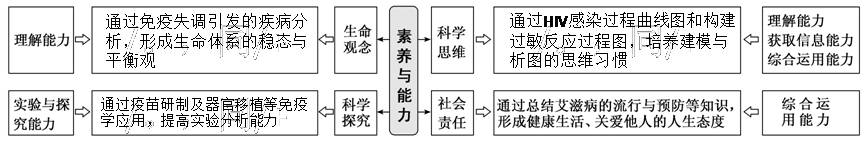 理解能力
通过免疫失调引发的疾病分
析，形成生命体系的稳态与
平衡观
生命
观念
素养与能力
科学
思维
通过HIV感染过程曲线图和构建
过敏反应过程图，培养建模与
析图的思维习惯
理解能力
获取信息能力
综合运用能力
实验与探
究能力
通过疫苗研制及器官移植等免疫
学应用，提高实验分析能力
科学
探究
社会
责任
通过总结艾滋病的流行与预防等知识，
形成健康生活、关爱他人的人生态度
综合运
用能力